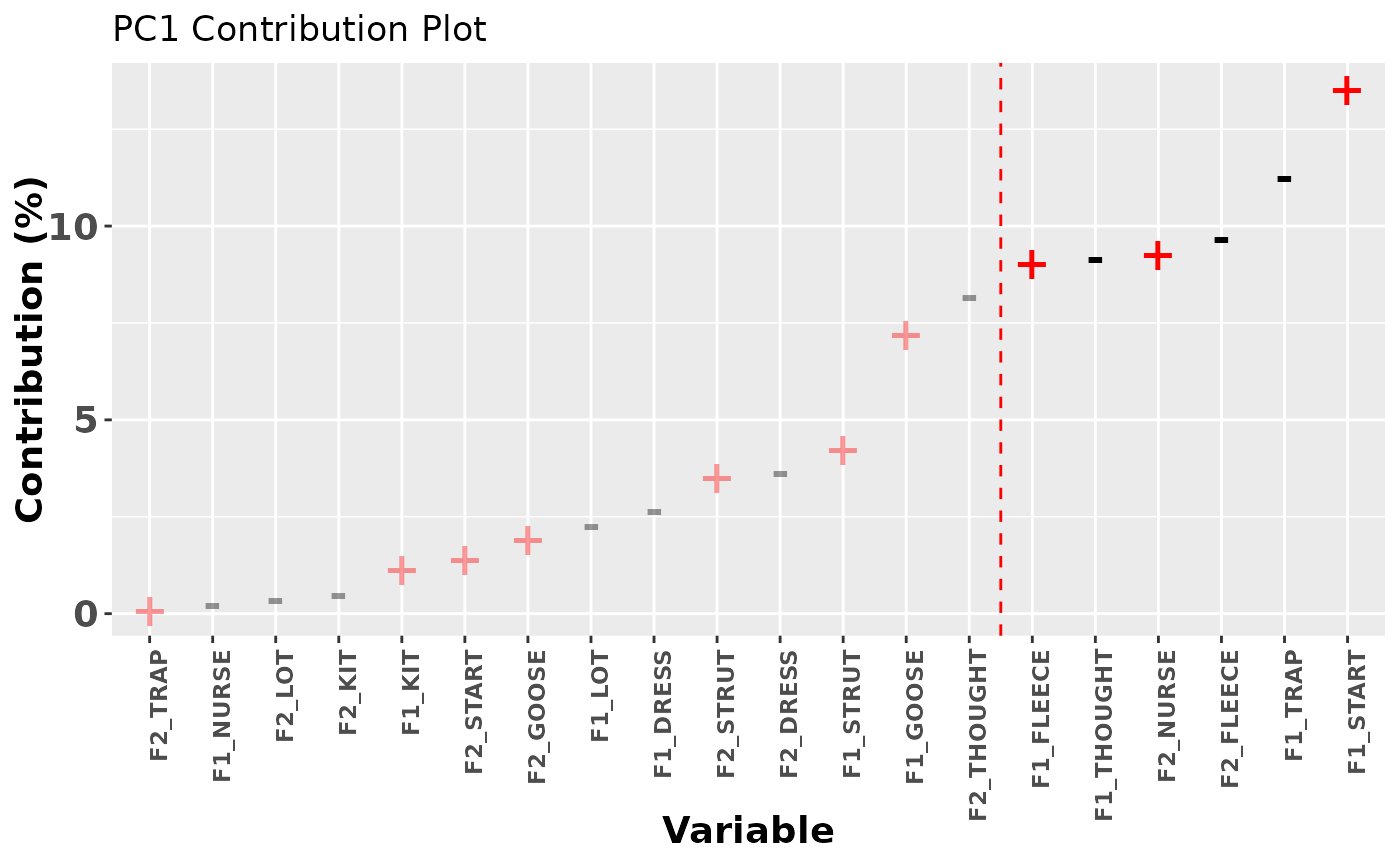 PC1 Contribution Plot
Contribution (%)
10
5
0
F2_TRAP
F1_NURSE
F2_LOT
F2_KIT
F1_KIT
F2_START
F2_GOOSE
F1_LOT
F1_DRESS
F2_STRUT
F2_DRESS
F1_STRUT
F1_GOOSE
F2_THOUGHT
F1_FLEECE
F1_THOUGHT
F2_NURSE
F2_FLEECE
F1_TRAP
F1_START
Variable